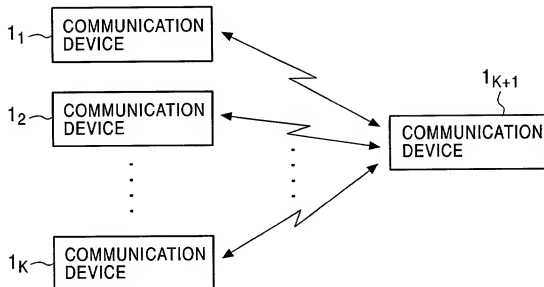 1₁
COMMUNICATION
DEVICE
1₂
COMMUNICATION
DEVICE
1K+1
COMMUNICATION
DEVICE
1K
COMMUNICATION
DEVICE